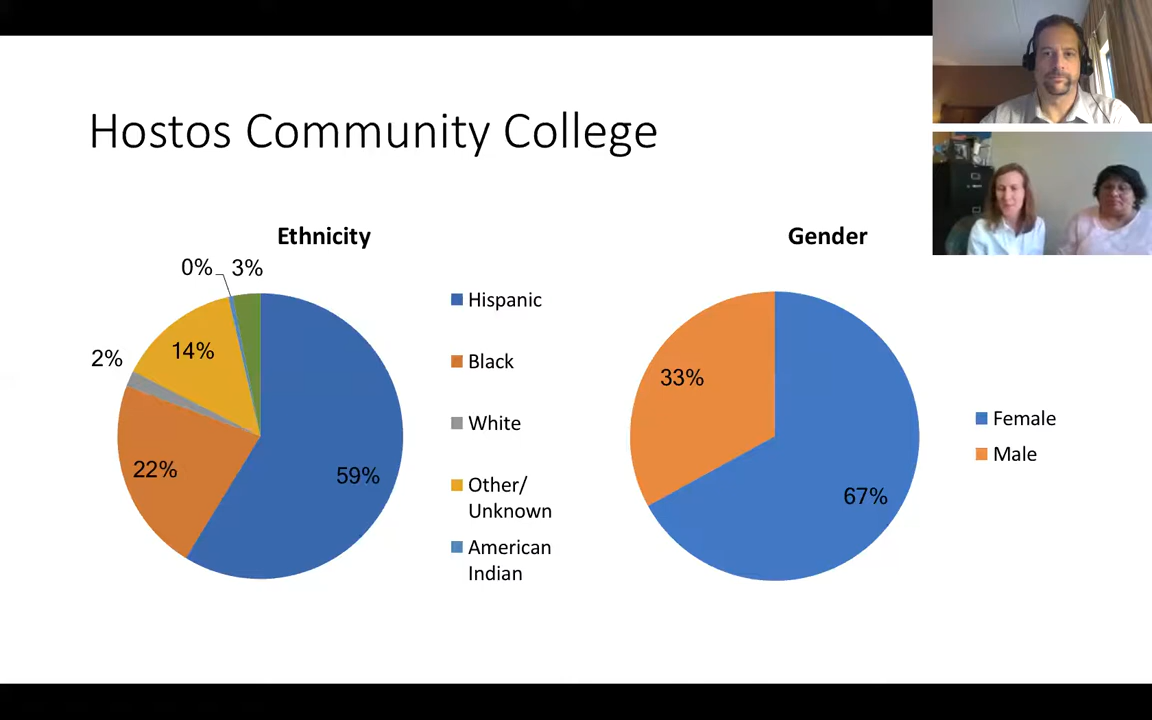 Hostos Community College
Ethnicity
0%
3%
14%
2%
22%
59%
Hispanic
Black
White
Other/
Unknown
American
Indian
Gender
33%
67%
Female
Male